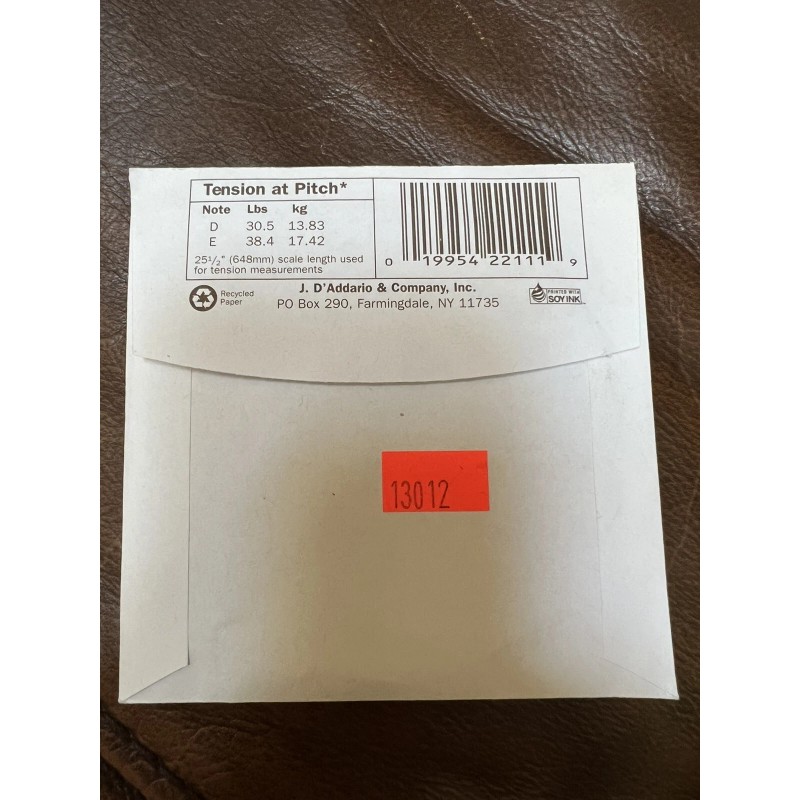 Tension at Pitch*
Note Lbs kg
D 30.5 13.83
E 38.4 17.42
25½" (648mm) scale length used
for tension measurements
0 19954 22111 9
J. D'Addario & Company, Inc.
PO Box 290, Farmingdale, NY 11735
Recycled
Paper
PRINTED WITH
SOY INK
13012